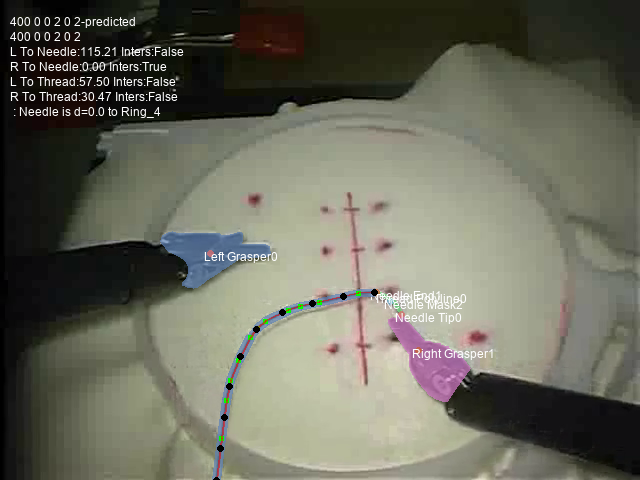 400 0 0 2 0 2-predicted
400 0 0 2 0 2
L To Needle:115.21 Inters:False
R To Needle:0.00 Inters:True
L To Thread:57.50 Inters:False
R To Thread:30.47 Inters:False
: Needle is d=0.0 to Ring_4
Left Grasper0
Needle End1
Needle Mask2
Needle Tip0
Right Grasper1